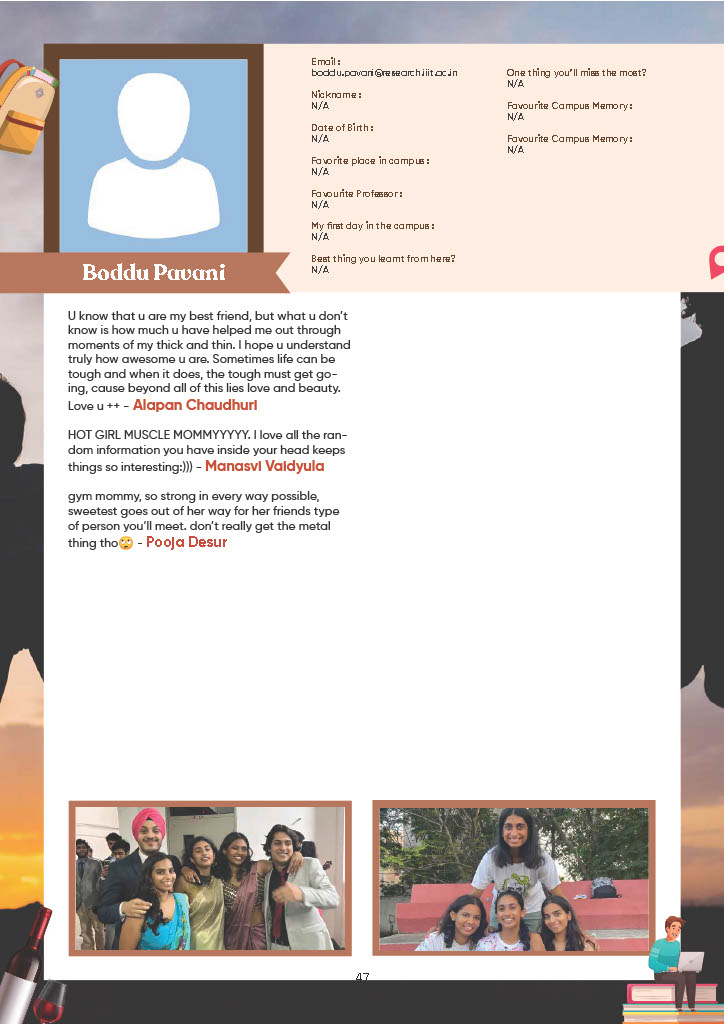 Email:
boddu.pavani@research.iiit.ac.in
Nickname:
N/A
Date of Birth:
N/A
Favorite place in campus:
N/A
Favourite Professor:
N/A
My first day in the campus:
N/A
Best thing you learnt from here?
N/A
One thing you'll miss the most?
N/A
Favourite Campus Memory:
N/A
Favourite Campus Memory:
N/A
Boddu Pavani
U know that u are my best friend, but what u don't
know is how much u have helped me out through
moments of my thick and thin. I hope u understand
truly how awesome u are. Sometimes life can be
tough and when it does, the tough must get go-
ing, cause beyond all of this lies love and beauty.
Love u ++ - Alapan Chaudhuri
HOT GIRL MUSCLE MOMMYYYYY. I love all the ran-
dom information you have inside your head keeps
things so interesting:))) - Manasvi Vaidyula
gym mommy, so strong in every way possible,
sweetest goes out of her way for her friends type
of person you'll meet. don't really get the metal
thing tho🙄 - Pooja Desur
47